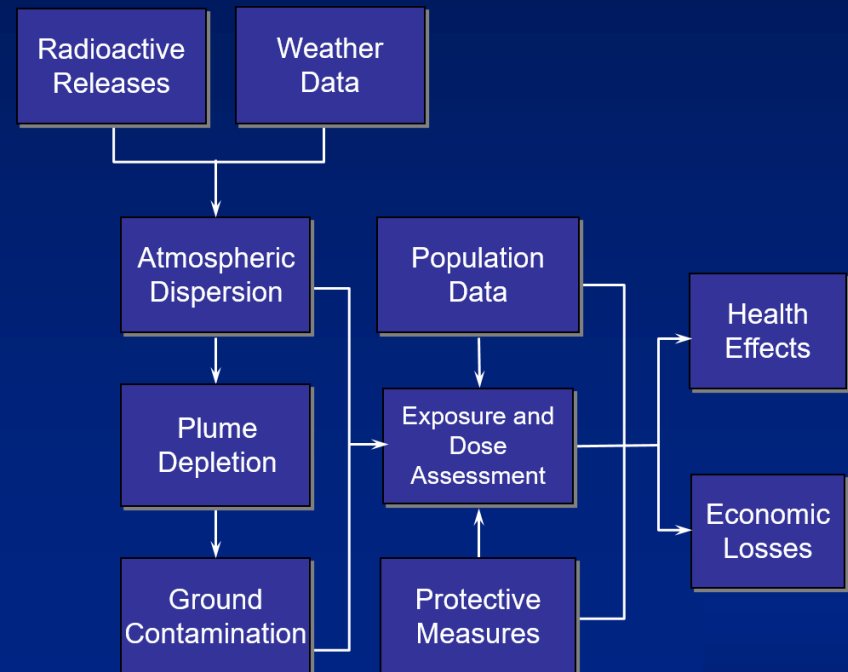 Radioactive
Releases
Weather
Data
Atmospheric
Dispersion
Population
Data
Health
Effects
Plume
Depletion
Exposure and
Dose
Assessment
Economic
Losses
Ground
Contamination
Protective
Measures